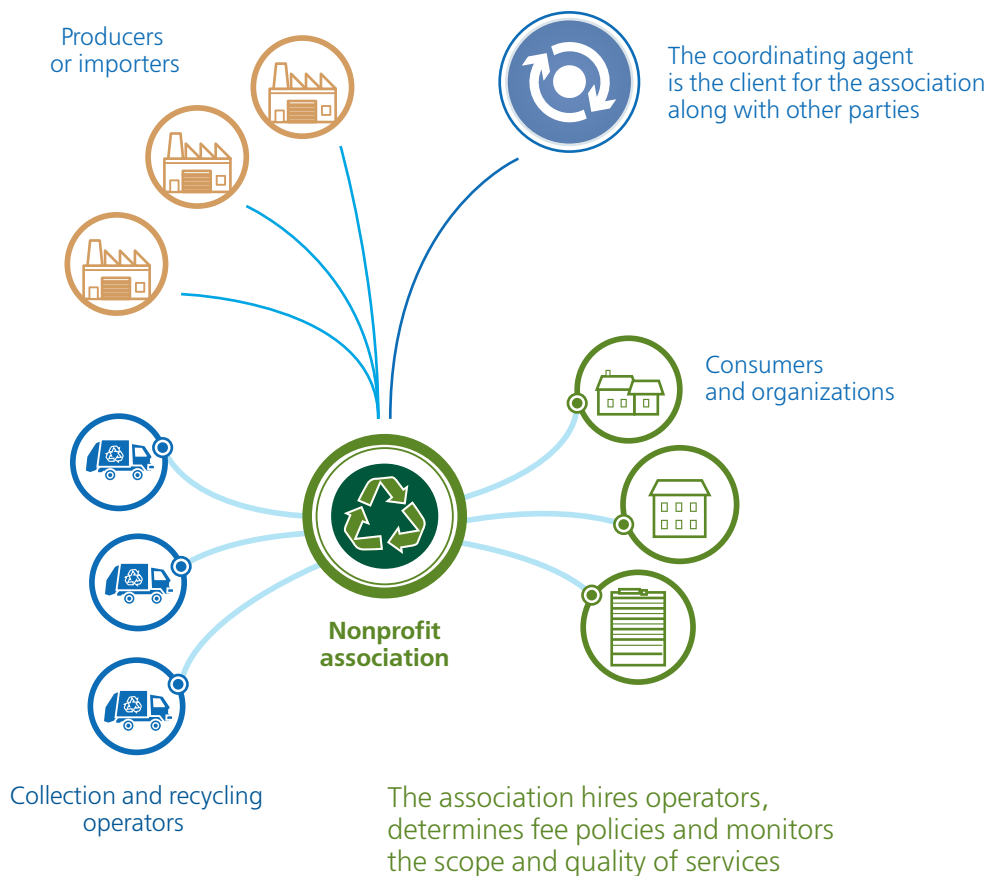 Producers
or importers
The coordinating agent
is the client for the association
along with other parties
Consumers
and organizations
Nonprofit
association
Collection and recycling
operators
The association hires operators,
determines fee policies and monitors
the scope and quality of services